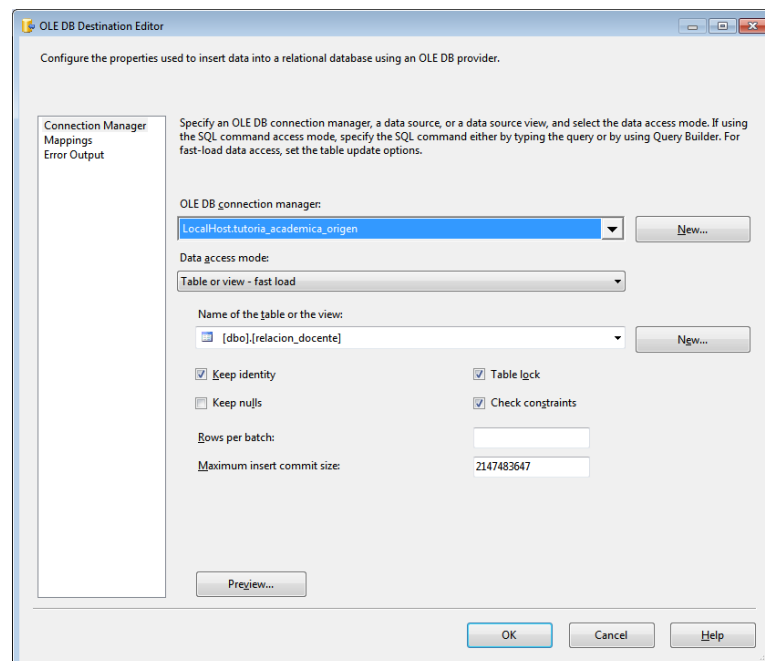 OLE DB Destination Editor
Configure the properties used to insert data into a relational database using an OLE DB provider.
Connection Manager
Mappings
Error Output
Specify an OLE DB connection manager, a data source, or a data source view, and select the data access mode. If using
the SQL command access mode, specify the SQL command either by typing the query or by using Query Builder. For
fast-load data access, set the table update options.
OLE DB connection manager:
LocalHost.tutoria_academica_origen
New...
Data access mode:
Table or view - fast load
Name of the table or the view:
[dbo].[relacion_docente]
New...
Keep identity
Table lock
Keep nulls
Check constraints
Rows per batch:
Maximum insert commit size:
2147483647
Preview...
OK
Cancel
Help